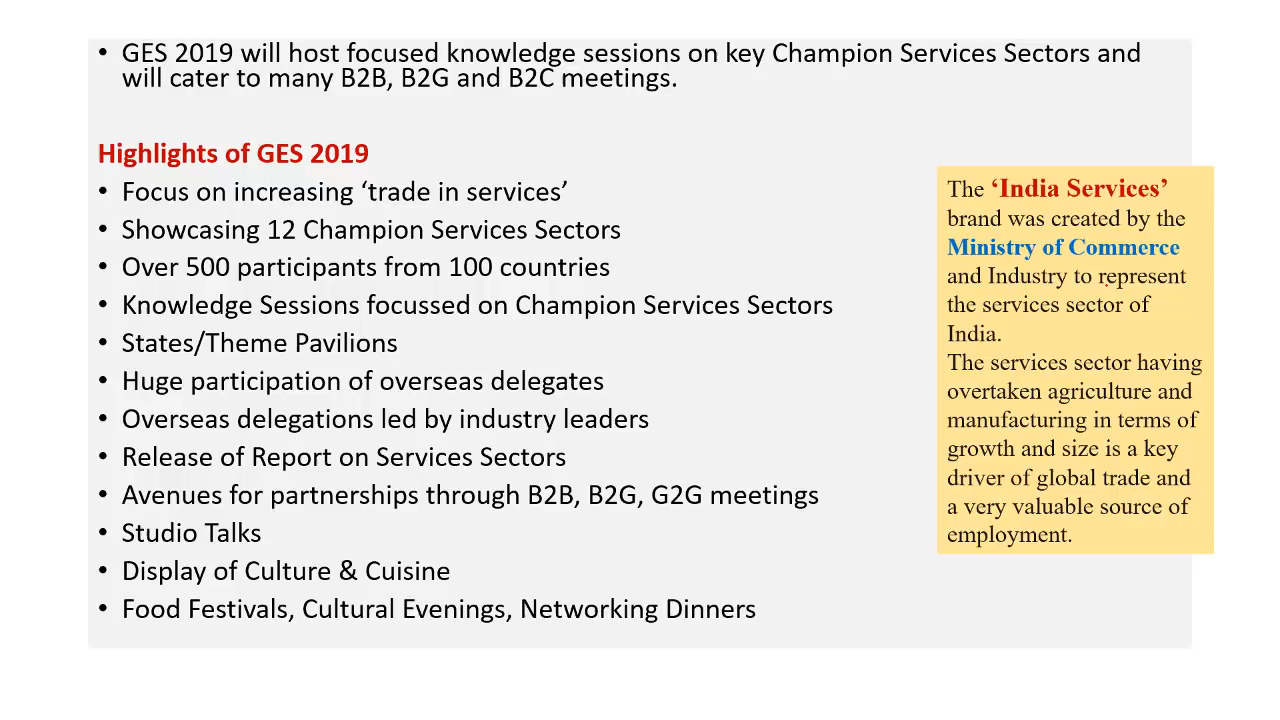 • GES 2019 will host focused knowledge sessions on key Champion Services Sectors and
will cater to many B2B, B2G and B2C meetings.
Highlights of GES 2019
• Focus on increasing ‘trade in services’
• Showcasing 12 Champion Services Sectors
• Over 500 participants from 100 countries
• Knowledge Sessions focussed on Champion Services Sectors
• States/Theme Pavilions
• Huge participation of overseas delegates
• Overseas delegations led by industry leaders
• Release of Report on Services Sectors
• Avenues for partnerships through B2B, B2G, G2G meetings
• Studio Talks
• Display of Culture & Cuisine
• Food Festivals, Cultural Evenings, Networking Dinners
The ‘India Services’
brand was created by the
Ministry of Commerce
and Industry to represent
the services sector of
India.
The services sector having
overtaken agriculture and
manufacturing in terms of
growth and size is a key
driver of global trade and
a very valuable source of
employment.